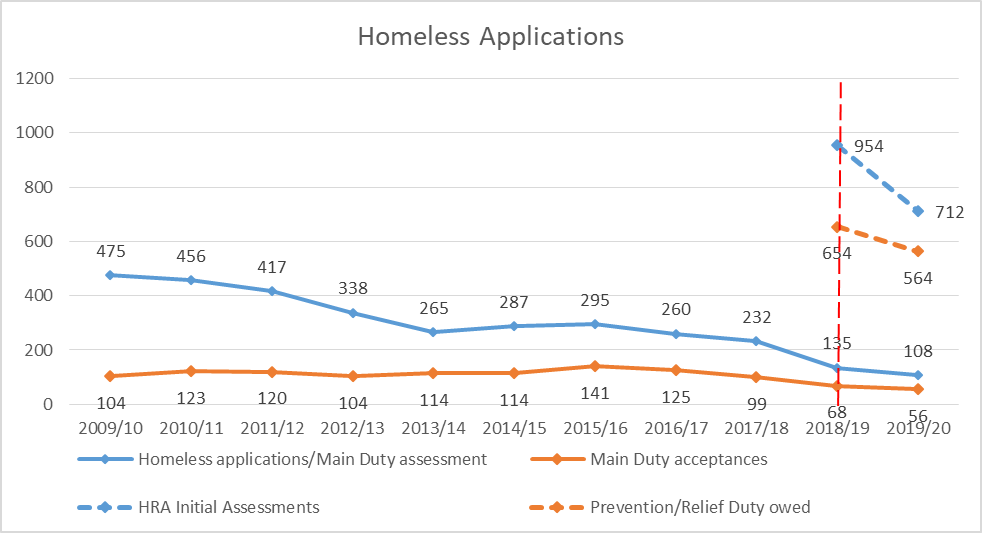 Homeless Applications
1200
1000
954
800
712
600
654
564
475 456 417 338 265 287 295 260 232 135 108
400
200
0
104 123 120 104 114 114 141 125 99 68 56
2009/10 2010/11 2011/12 2012/13 2013/14 2014/15 2015/16 2016/17 2017/18 2018/19 2019/20
Homeless applications/Main Duty assessment Main Duty acceptances
HRA Initial Assessments Prevention/Relief Duty owed